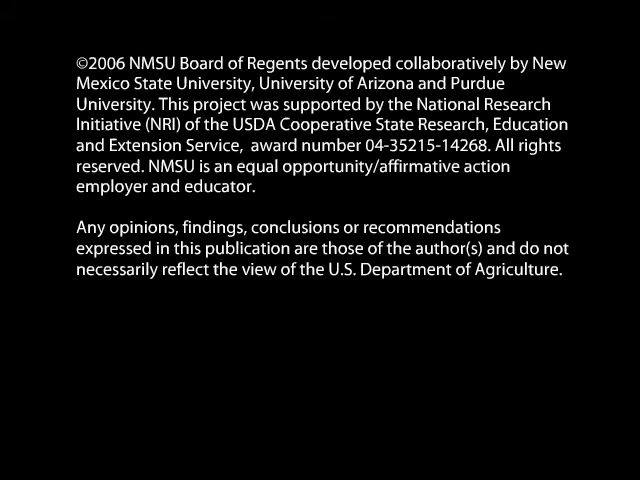 ©2006 NMSU Board of Regents developed collaboratively by New
Mexico State University, University of Arizona and Purdue
University. This project was supported by the National Research
Initiative (NRI) of the USDA Cooperative State Research, Education
and Extension Service,  award number 04-35215-14268. All rights
reserved. NMSU is an equal opportunity/affirmative action
employer and educator.
Any opinions, findings, conclusions or recommendations
expressed in this publication are those of the author(s) and do not
necessarily reflect the view of the U.S. Department of Agriculture.